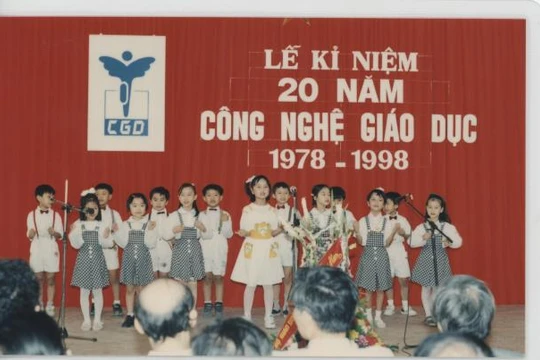 LỄ KỈ NIỆM
20 NĂM
CÔNG NGHỆ GIÁO DỤC
1978 - 1998
CGD